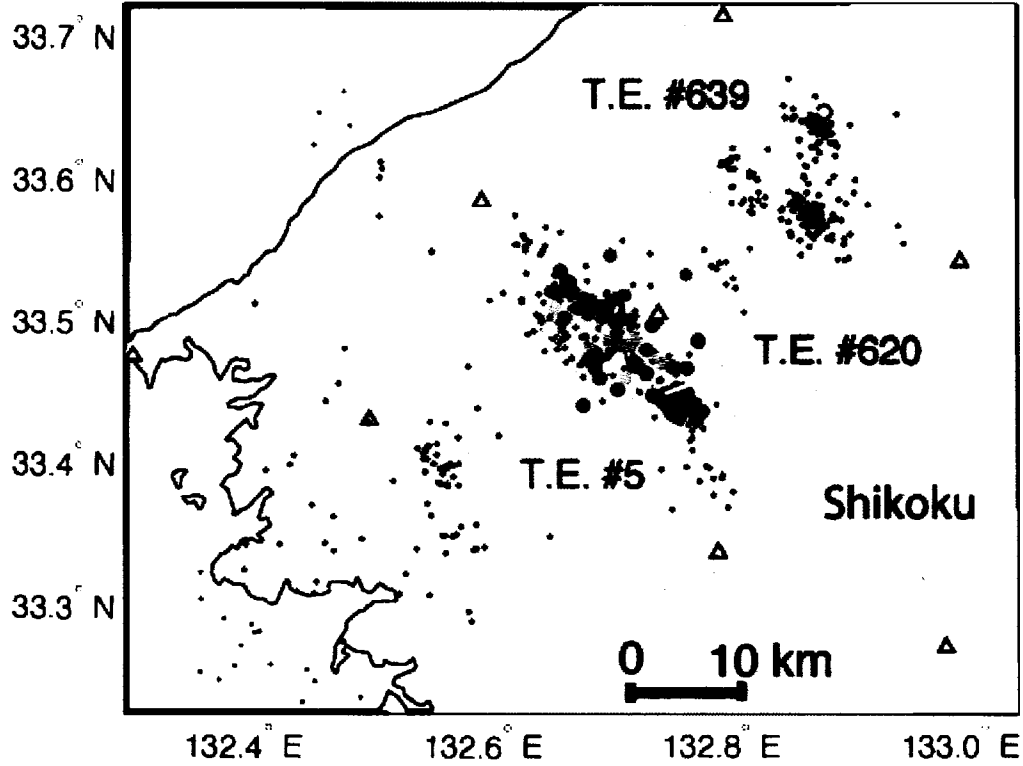 33.7° N
T.E. #639
33.6° N
33.5° N
T.E. #620
33.4° N
T.E. #5
Shikoku
33.3° N
0 10 km
132.4° E 132.6° E 132.8° E 133.0° E